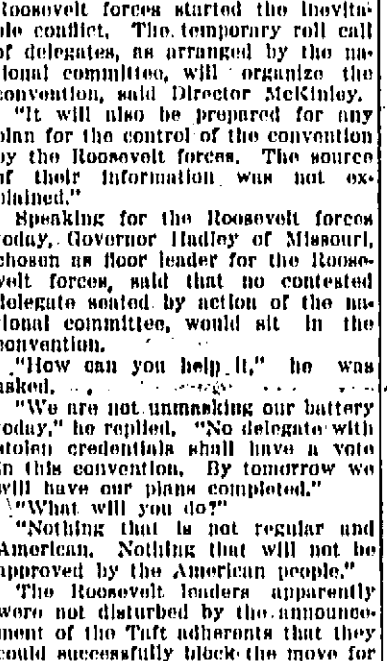 Roosevelt forces started the inevita-
ble conflict. The temporary roll call
of delegates, as arranged by the na-
tional committee, will organize the
convention, said Director McKinley.
"It will also be prepared for any
plan for the control of the convention
by the Roosevelt forces. The source
of their information was not ex-
plained."
Speaking for the Roosevelt forces
today, Governor Hadley of Missouri,
chosen as floor leader for the Roose-
velt forces, said that no contested
delegate seated by action of the na-
tional committee, would sit in the
convention.
"How can you help it," he was
asked.
"We are not unmasking our battery
today," he replied. "No delegate with
stolen credentials shall have a vote
in this convention. By tomorrow we
will have our plans completed."
"What will you do?"
"Nothing that is not regular and
American. Nothing that will not be
approved by the American people."
The Roosevelt leaders apparently
were not disturbed by the announce-
ment of the Taft adherents that they
could successfully block the move for